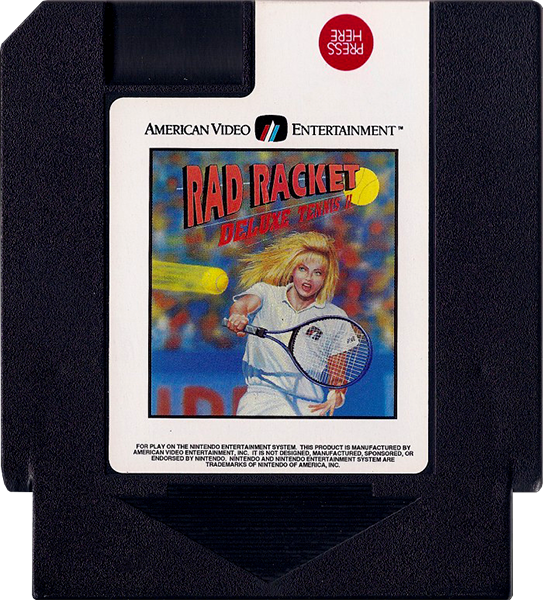 PRESS
HERE
AMERICAN VIDEO ENTERTAINMENT™
RAD RACKET
DELUXE TENNIS II
FOR PLAY ON THE NINTENDO ENTERTAINMENT SYSTEM. THIS PRODUCT IS MANUFACTURED BY
AMERICAN VIDEO ENTERTAINMENT, INC. IT IS NOT DESIGNED, MANUFACTURED, SPONSORED, OR
ENDORSED BY NINTENDO. NINTENDO AND NINTENDO ENTERTAINMENT SYSTEM ARE
TRADEMARKS OF NINTENDO OF AMERICA, INC.